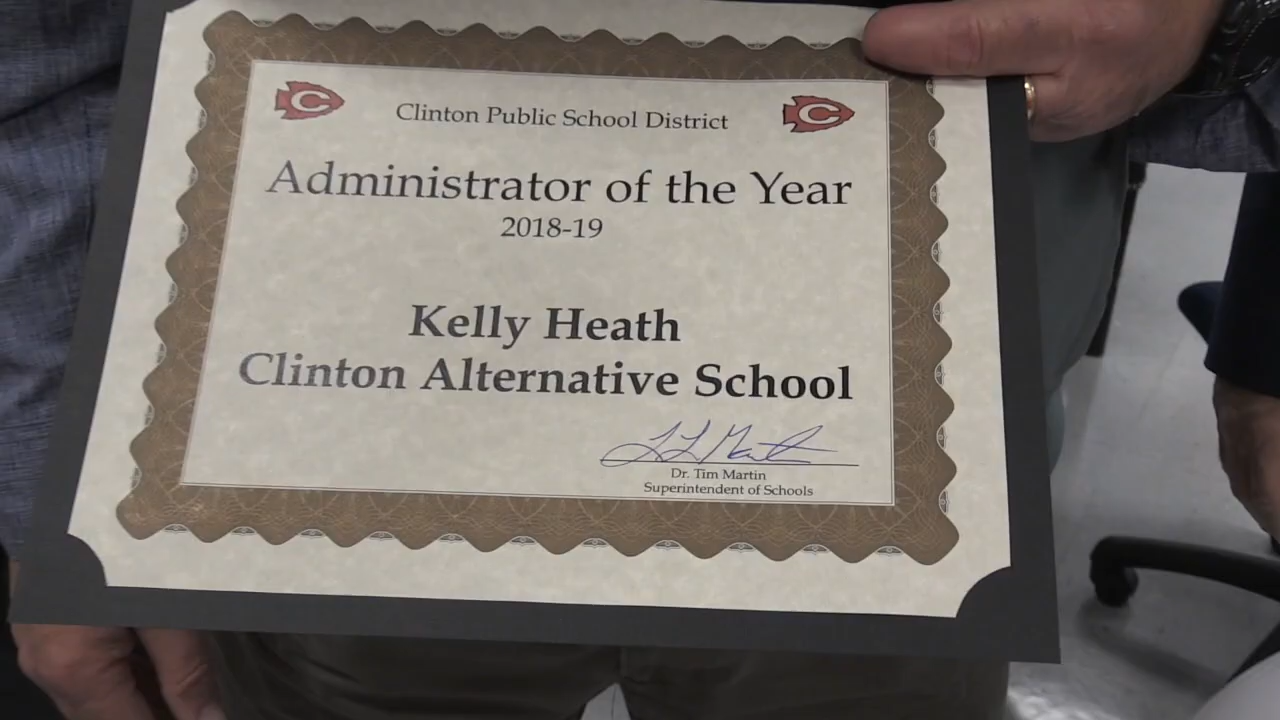 C
Clinton Public School District
C
Administrator of the Year
2018-19
Kelly Heath
Clinton Alternative School
Dr. Tim Martin
Superintendent of Schools